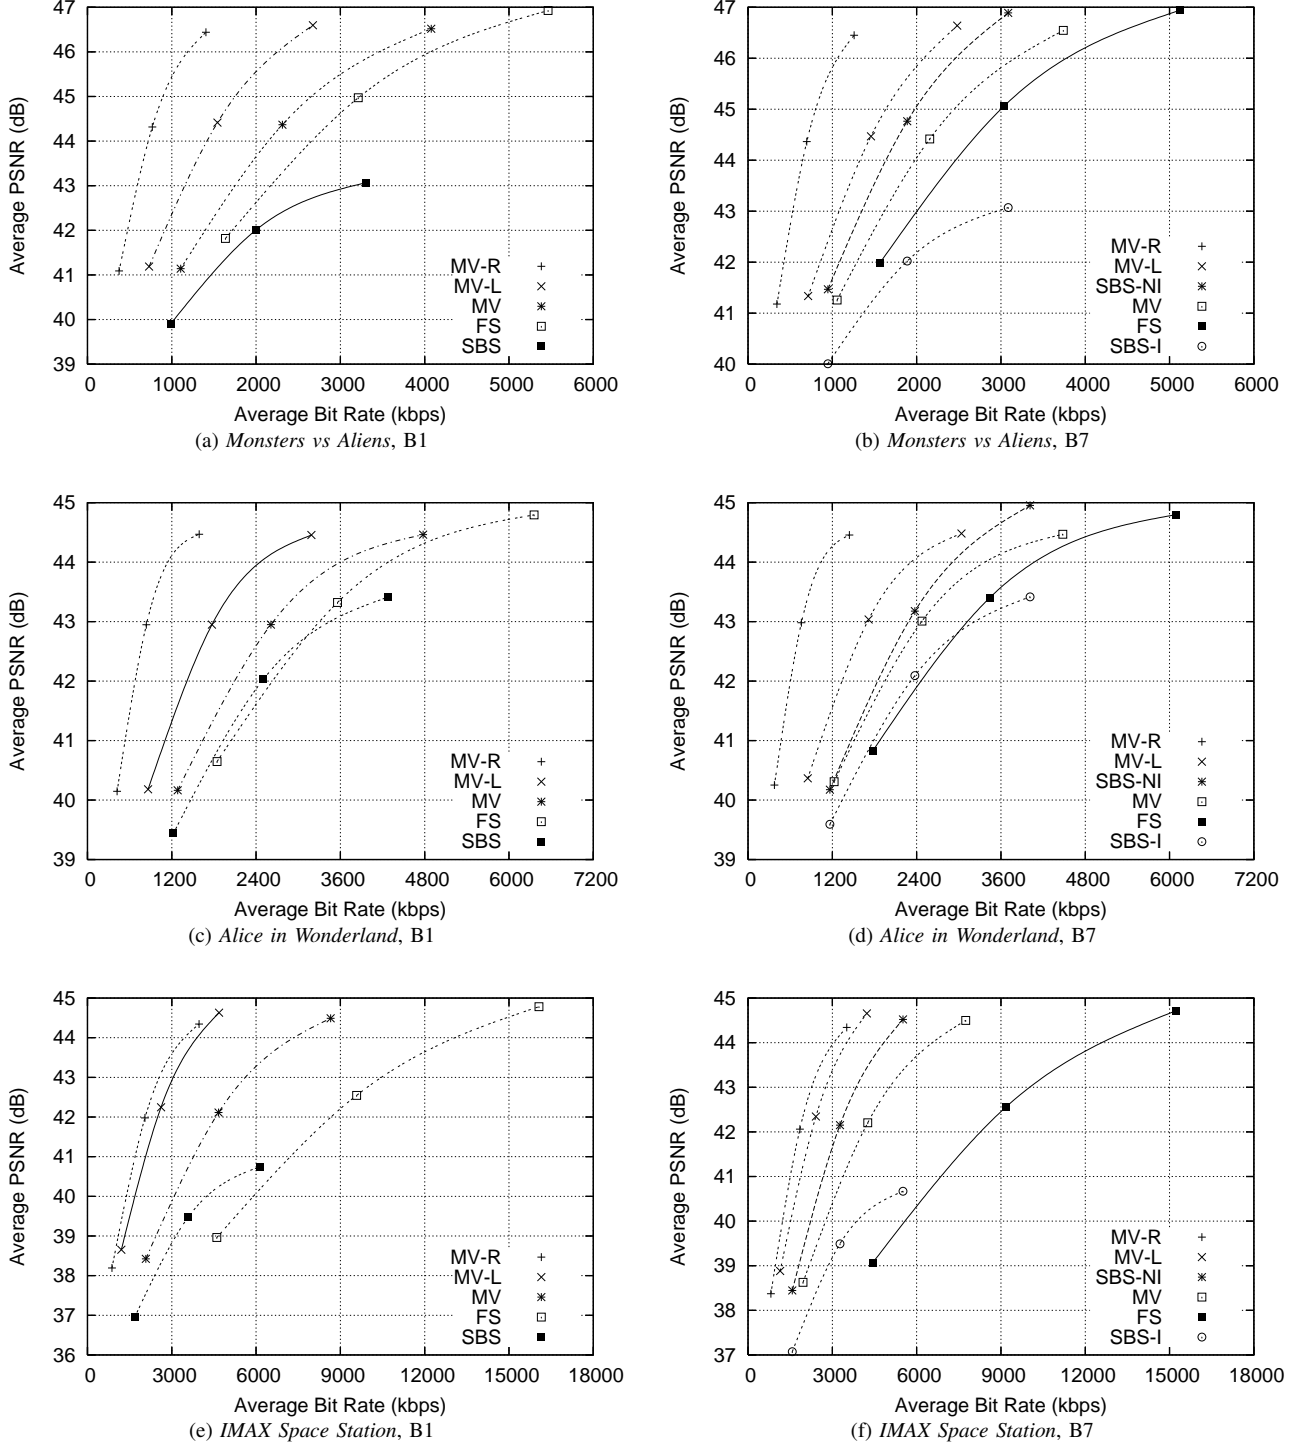 47
46
45
44
43
42
41
40
39
Average PSNR (dB)
MV-R
MV-L
MV
FS
SBS
0 1000 2000 3000 4000 5000 6000
Average Bit Rate (kbps)
(a) Monsters vs Aliens, B1
47
46
45
44
43
42
41
40
Average PSNR (dB)
MV-R
MV-L
SBS-NI
MV
FS
SBS-I
0 1000 2000 3000 4000 5000 6000
Average Bit Rate (kbps)
(b) Monsters vs Aliens, B7
45
44
43
42
41
40
39
Average PSNR (dB)
MV-R
MV-L
MV
FS
SBS
0 1200 2400 3600 4800 6000 7200
Average Bit Rate (kbps)
(c) Alice in Wonderland, B1
45
44
43
42
41
40
39
Average PSNR (dB)
MV-R
MV-L
SBS-NI
MV
FS
SBS-I
0 1200 2400 3600 4800 6000 7200
Average Bit Rate (kbps)
(d) Alice in Wonderland, B7
45
44
43
42
41
40
39
38
37
36
Average PSNR (dB)
MV-R
MV-L
MV
FS
SBS
0 3000 6000 9000 12000 15000 18000
Average Bit Rate (kbps)
(e) IMAX Space Station, B1
45
44
43
42
41
40
39
38
37
Average PSNR (dB)
MV-R
MV-L
SBS-NI
MV
FS
SBS-I
0 3000 6000 9000 12000 15000 18000
Average Bit Rate (kbps)
(f) IMAX Space Station, B7